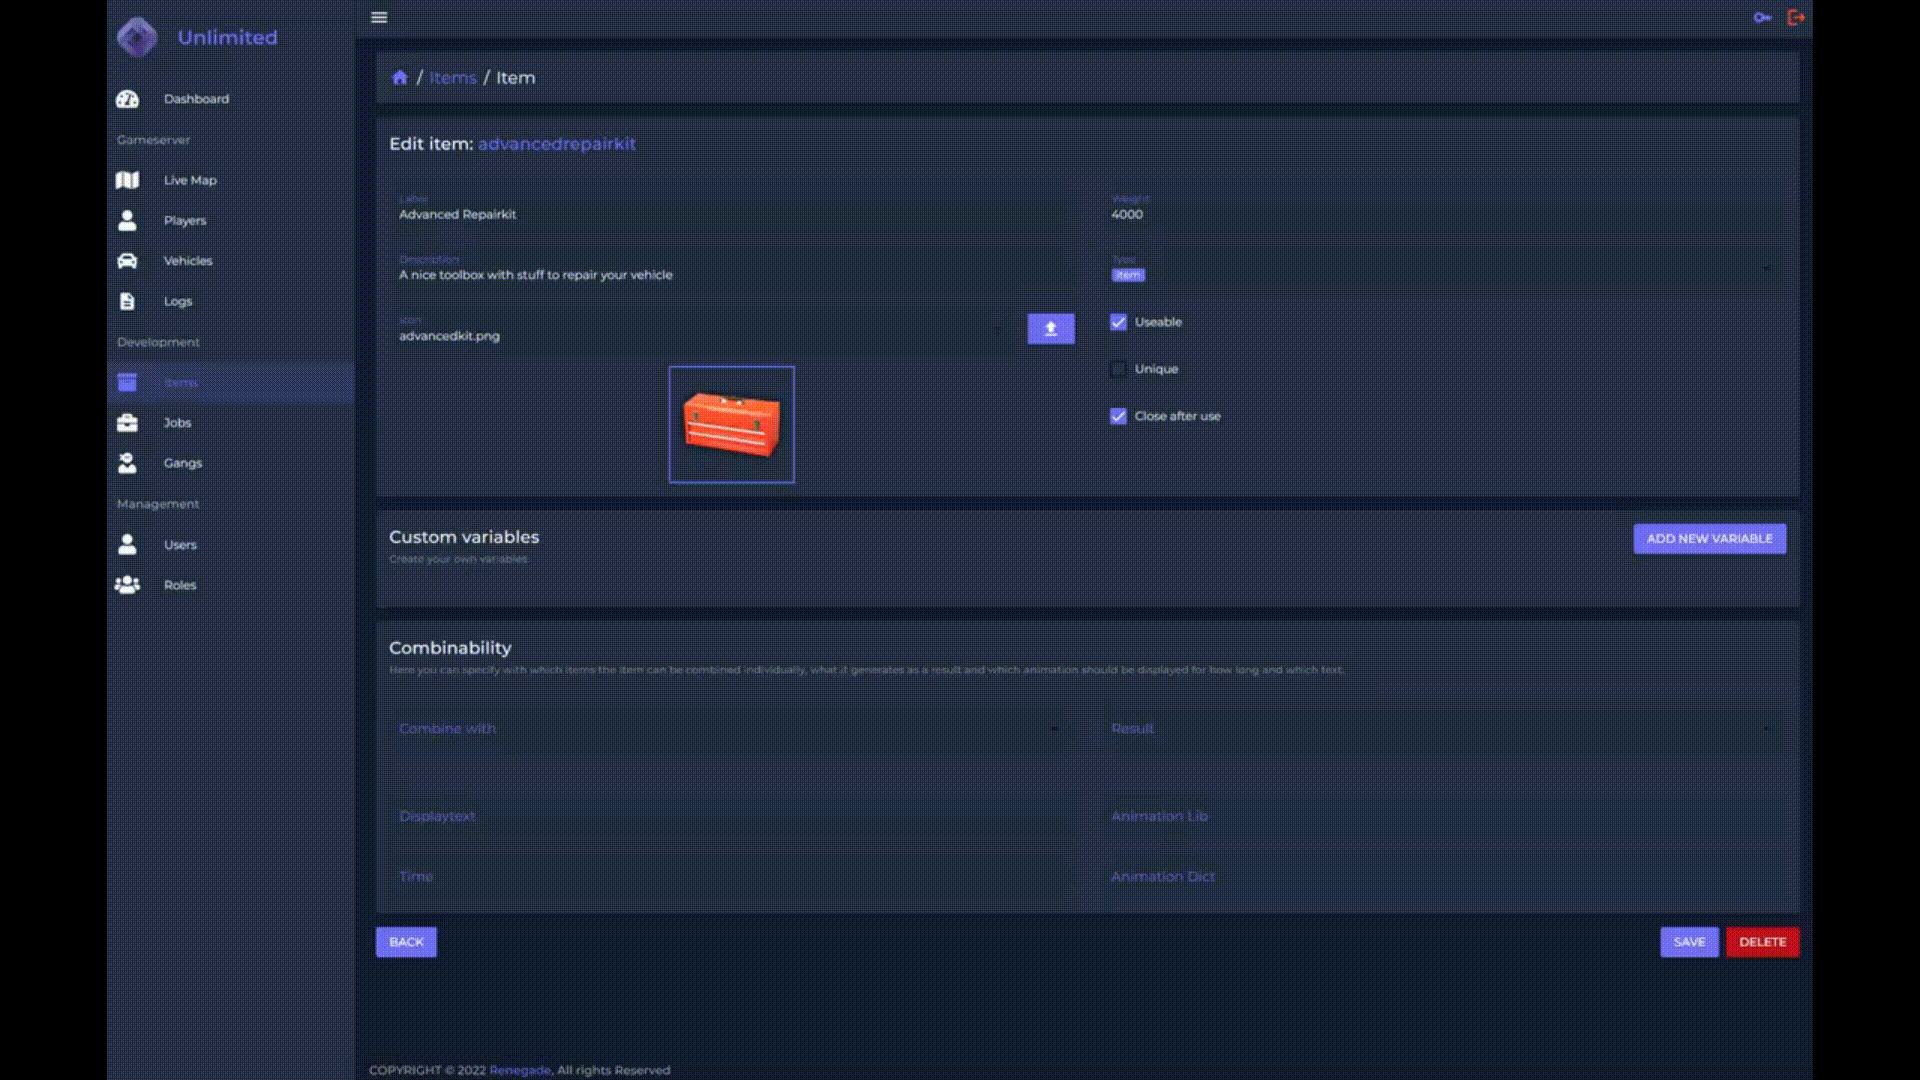 Unlimited
Dashboard
Gameserver
Live Map
Players
Vehicles
Logs
Development
Items
Jobs
Gangs
Management
Users
Roles
/ Items / Item
Edit item: advancedrepairkit
Label
Advanced Repairkit
Weight
4000
Description
A nice toolbox with stuff to repair your vehicle
Type
Item
Icon
advancedkit.png
Useable
Unique
Close after use
Custom variables
Create your own variables
ADD NEW VARIABLE
Combinability
Here you can specify with which items the item can be combined individually, what it generates as a result and which animation should be displayed for how long and which text.
Combine with
Result
Displaytext
Animation Lib
Time
Animation Dict
BACK
SAVE
DELETE
COPYRIGHT © 2022 Renegade, All rights Reserved